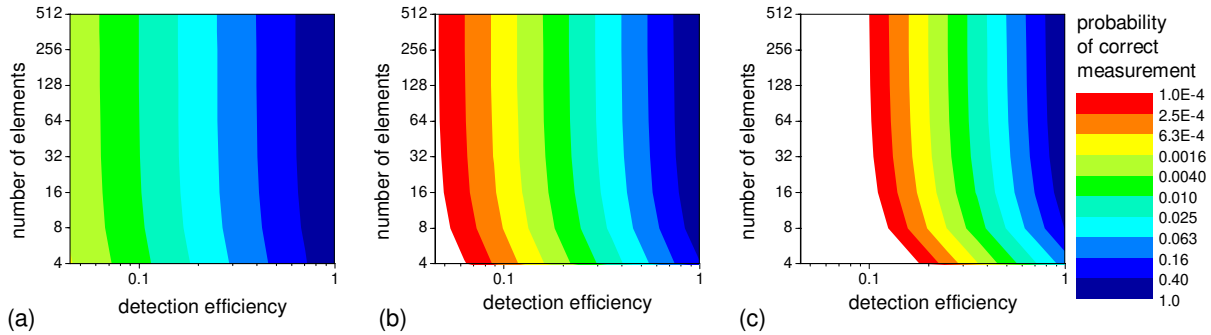 512
256
128
64
32
16
8
4
0.1
1
number of elements
detection efficiency
(a)
512
256
128
64
32
16
8
4
0.1
1
number of elements
detection efficiency
(b)
512
256
128
64
32
16
8
4
0.1
1
number of elements
detection efficiency
(c)
probability
of correct
measurement
1.0E-4
2.5E-4
6.3E-4
0.0016
0.0040
0.010
0.025
0.063
0.16
0.40
1.0